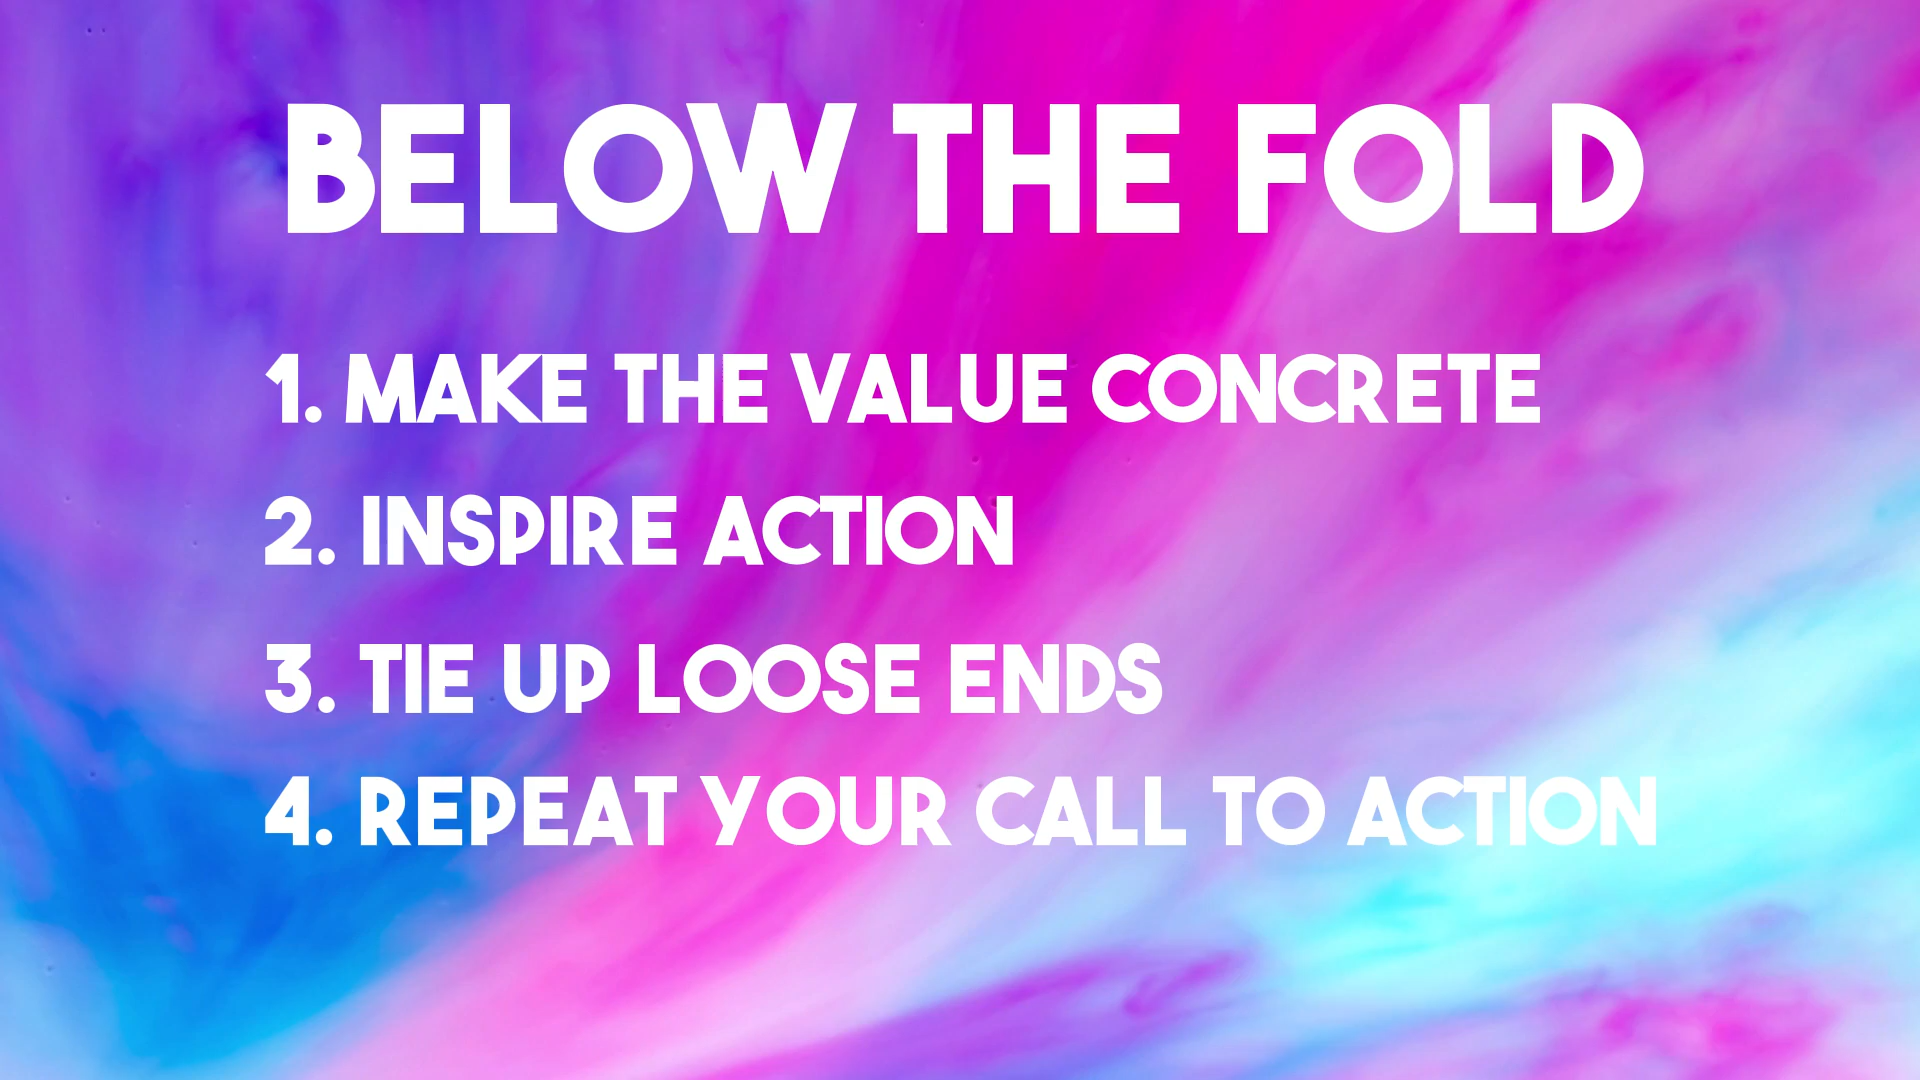 BELOW THE FOLD
1. MAKE THE VALUE CONCRETE
2. INSPIRE ACTION
3. TIE UP LOOSE ENDS
4. REPEAT YOUR CALL TO ACTION